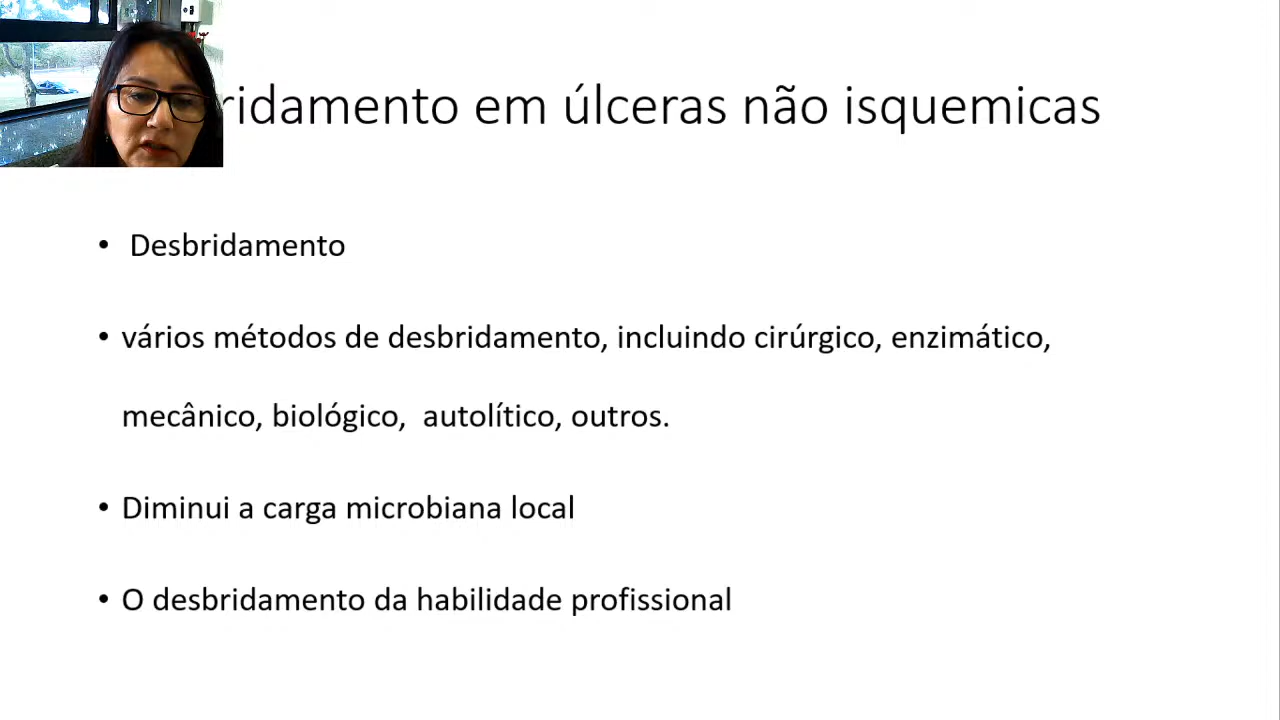 ridamento em úlceras não isquemicas
• Desbridamento
• vários métodos de desbridamento, incluindo cirúrgico, enzimático,
mecânico, biológico, autolítico, outros.
• Diminui a carga microbiana local
• O desbridamento da habilidade profissional